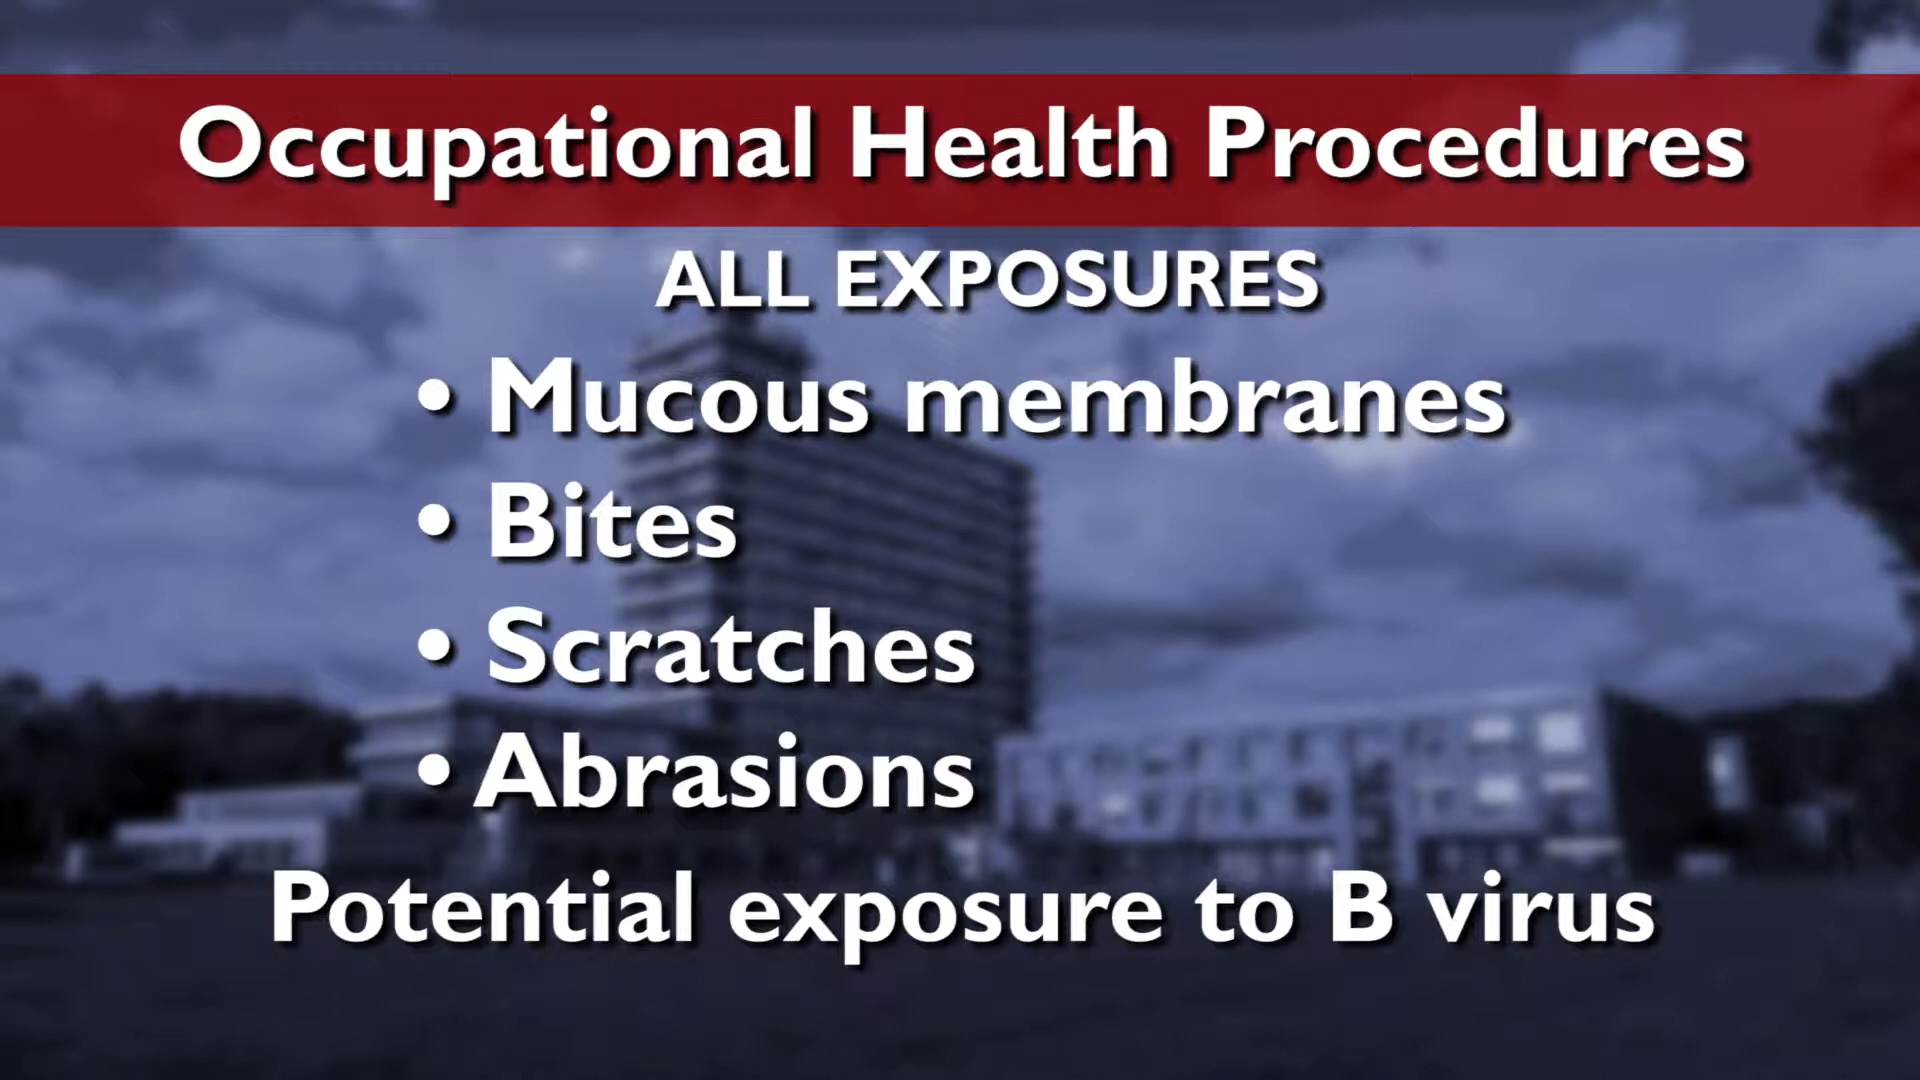 Occupational Health Procedures
ALL EXPOSURES
• Mucous membranes
• Bites
• Scratches
• Abrasions
Potential exposure to B virus